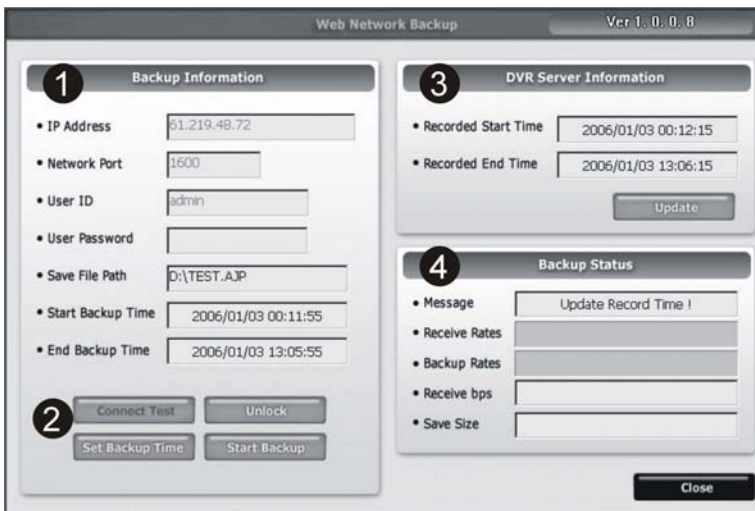 Web Network Backup
Ver 1. 0. 0. 8
1
Backup Information
• IP Address
61.219.48.72
• Network Port
1600
• User ID
admin
• User Password
• Save File Path
D:\TEST.AJP
• Start Backup Time
2006/01/03 00:11:55
• End Backup Time
2006/01/03 13:05:55
2
Connect Test
Unlock
Set Backup Time
Start Backup
3
DVR Server Information
• Recorded Start Time
2006/01/03 00:12:15
• Recorded End Time
2006/01/03 13:06:15
Update
4
Backup Status
• Message
Update Record Time !
• Receive Rates
• Backup Rates
• Receive bps
• Save Size
Close